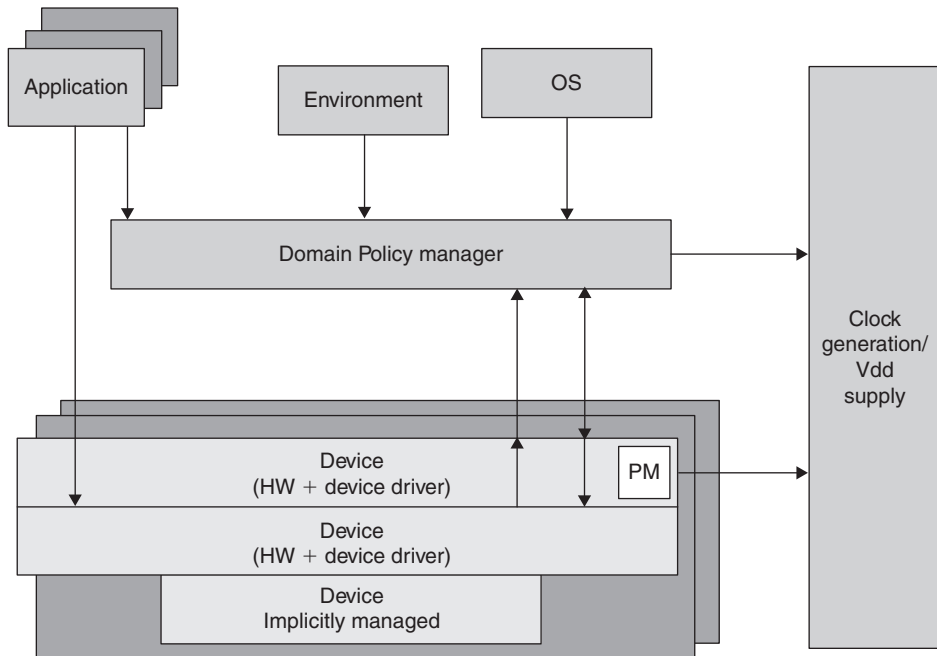 Application
Environment
OS
Domain Policy manager
Clock
generation/
Vdd
supply
Device
(HW + device driver)
PM
Device
(HW + device driver)
Device
Implicitly managed